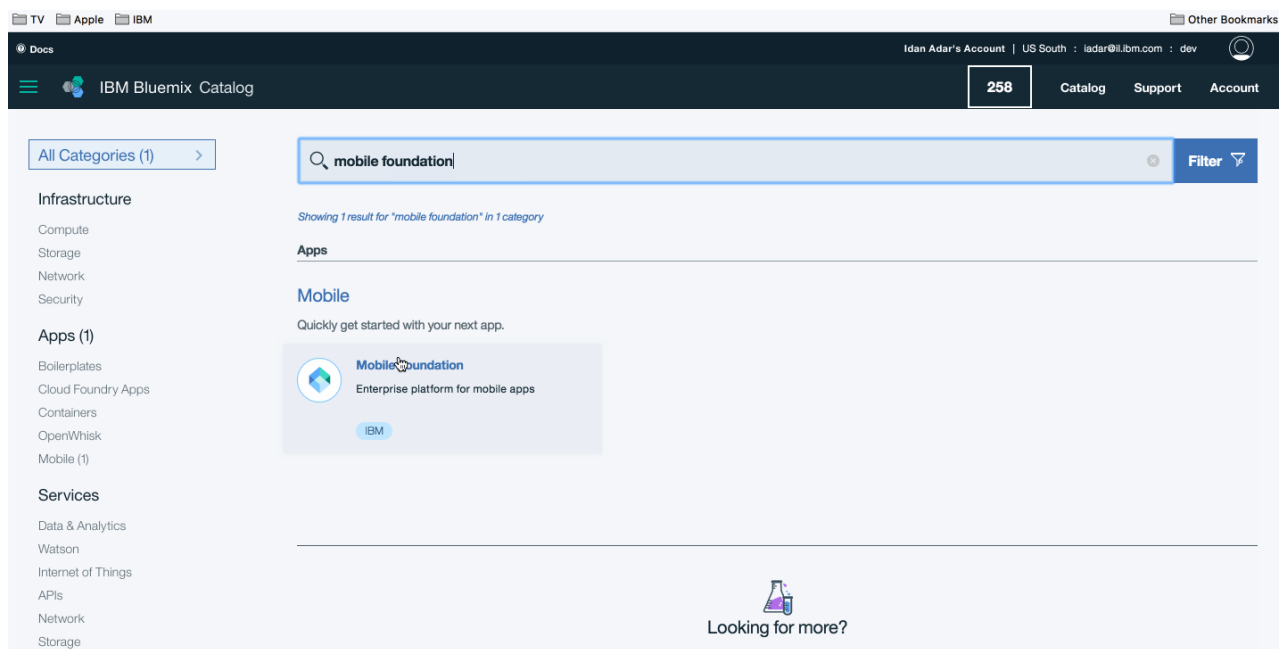 TV Apple IBM Other Bookmarks
Docs Idan Adar's Account | US South : iadar@il.ibm.com : dev
IBM Bluemix Catalog 258 Catalog Support Account
All Categories (1)
mobile foundation
Filter
Showing 1 result for "mobile foundation" in 1 category
Infrastructure
Compute
Storage
Network
Security
Apps (1)
Boilerplates
Cloud Foundry Apps
Containers
OpenWhisk
Mobile (1)
Services
Data & Analytics
Watson
Internet of Things
APIs
Network
Storage
Apps
Mobile
Quickly get started with your next app.
Mobile Foundation
Enterprise platform for mobile apps
IBM
Looking for more?